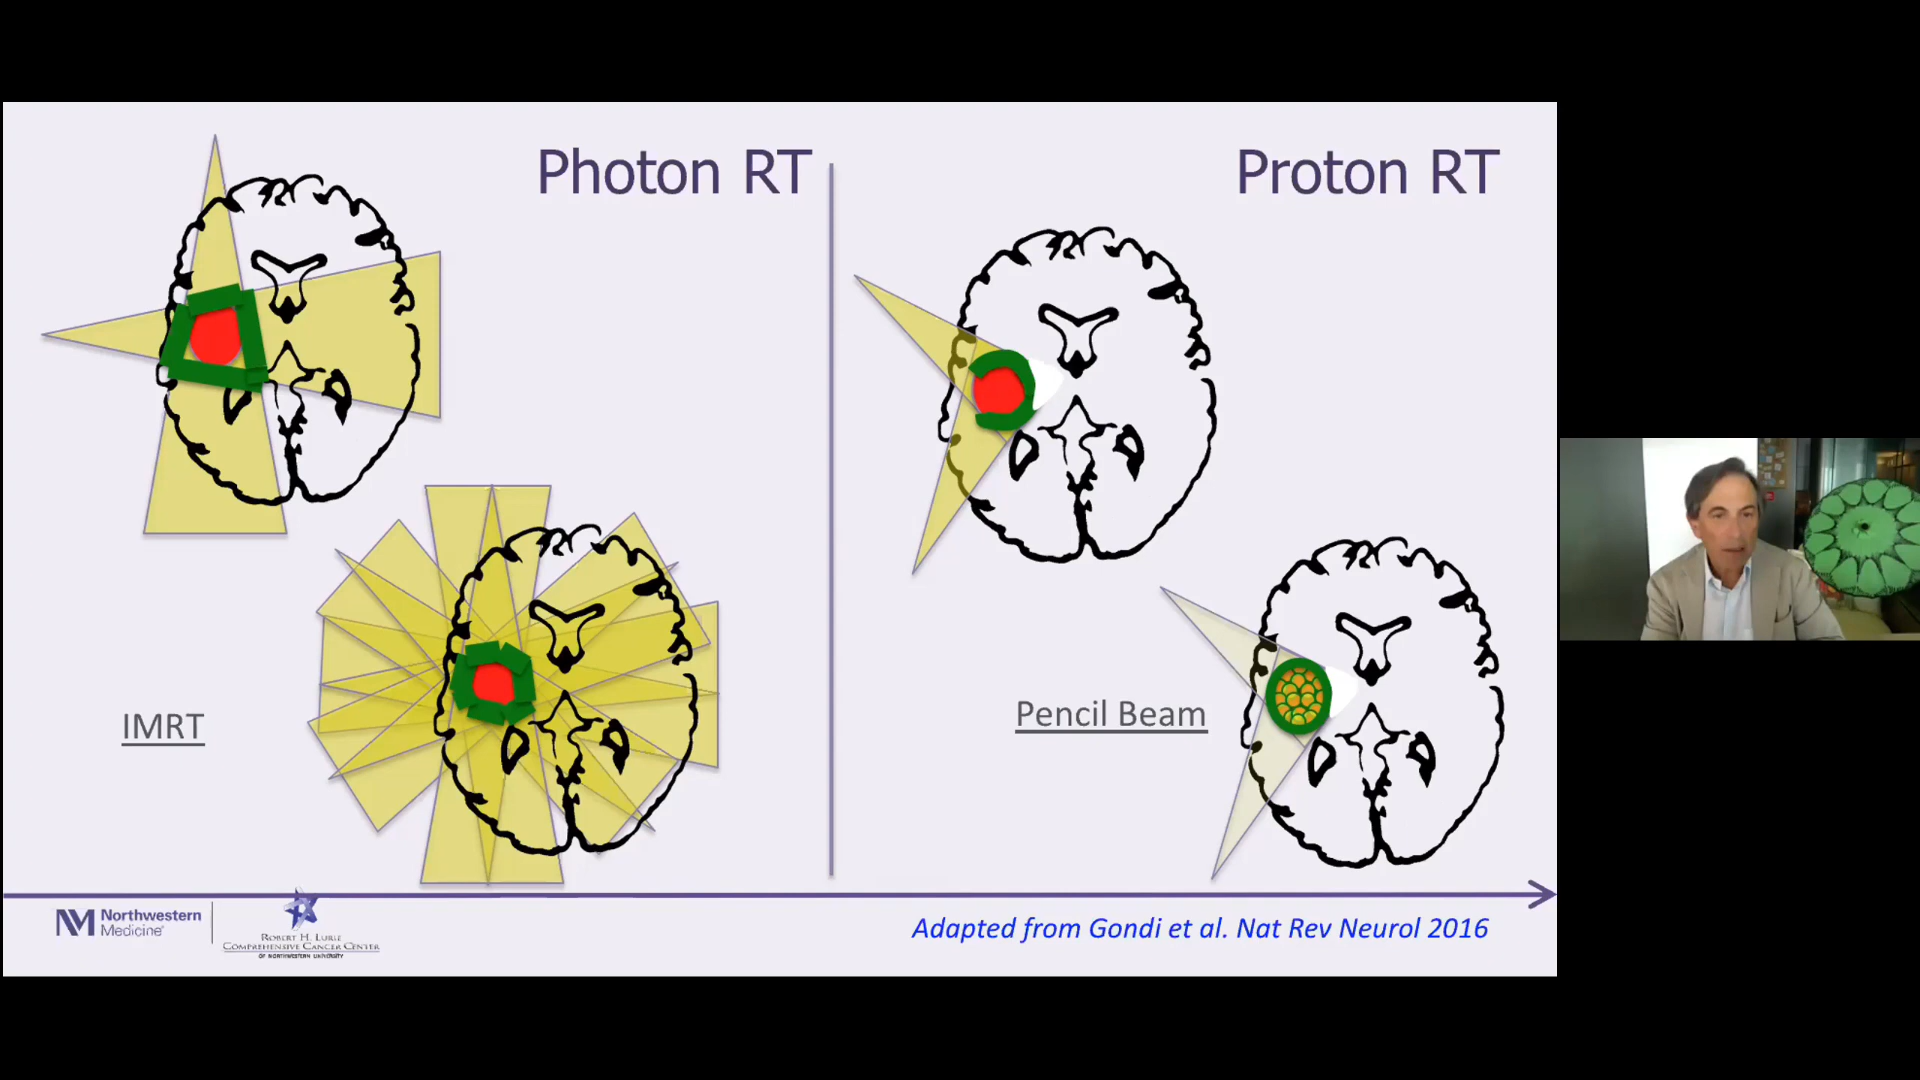 Photon RT
Proton RT
IMRT
Pencil Beam
Northwestern
Medicine
ROBERT H. LURIE
COMPREHENSIVE CANCER CENTER
OF NORTHWESTERN UNIVERSITY
Adapted from Gondi et al. Nat Rev Neurol 2016